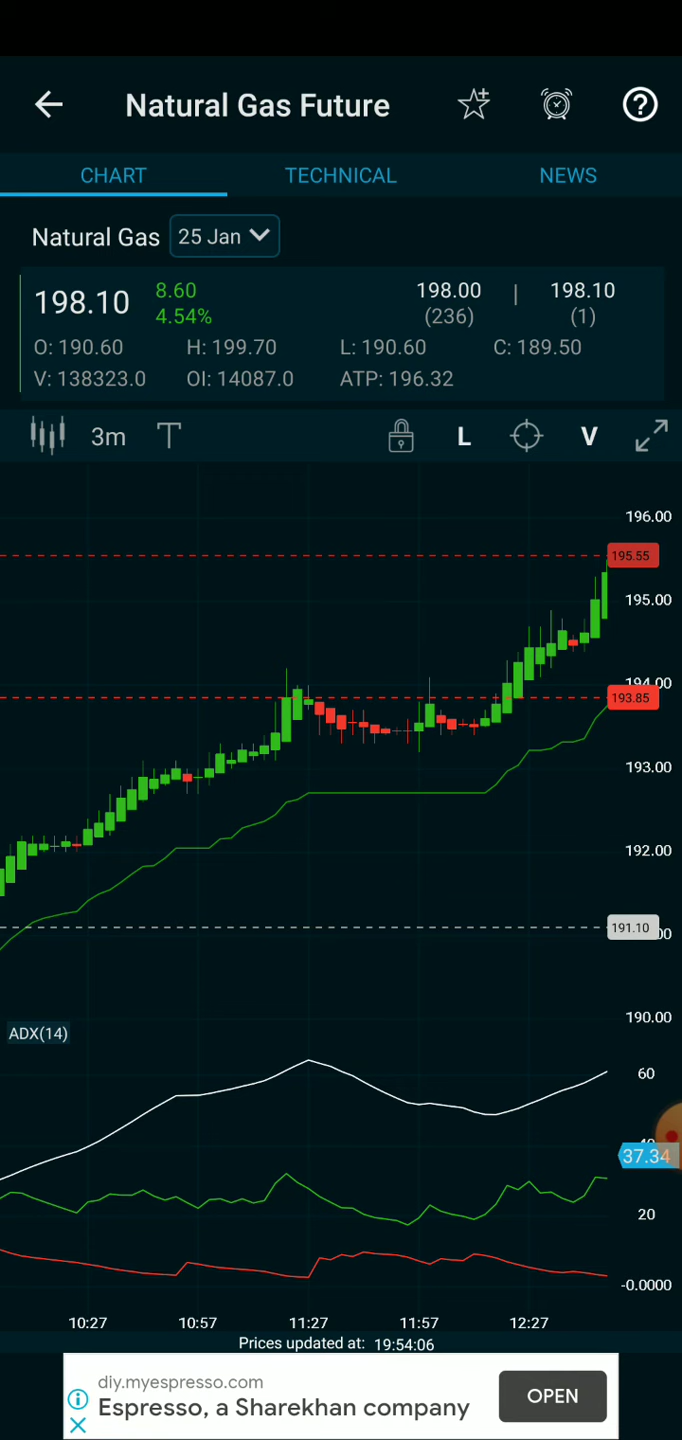 Natural Gas Future
CHART TECHNICAL NEWS
Natural Gas 25 Jan
198.10 8.60 4.54% 198.00 (236) | 198.10 (1)
O: 190.60 H: 199.70 L: 190.60 C: 189.50
V: 138323.0 OI: 14087.0 ATP: 196.32
3m T L V
196.00
195.55
195.00
194.00
193.85
193.00
192.00
191.10
190.00
ADX(14)
60
37.34
20
-0.0000
10:27 10:57 11:27 11:57 12:27
Prices updated at: 19:54:06
diy.myespresso.com
Espresso, a Sharekhan company
OPEN